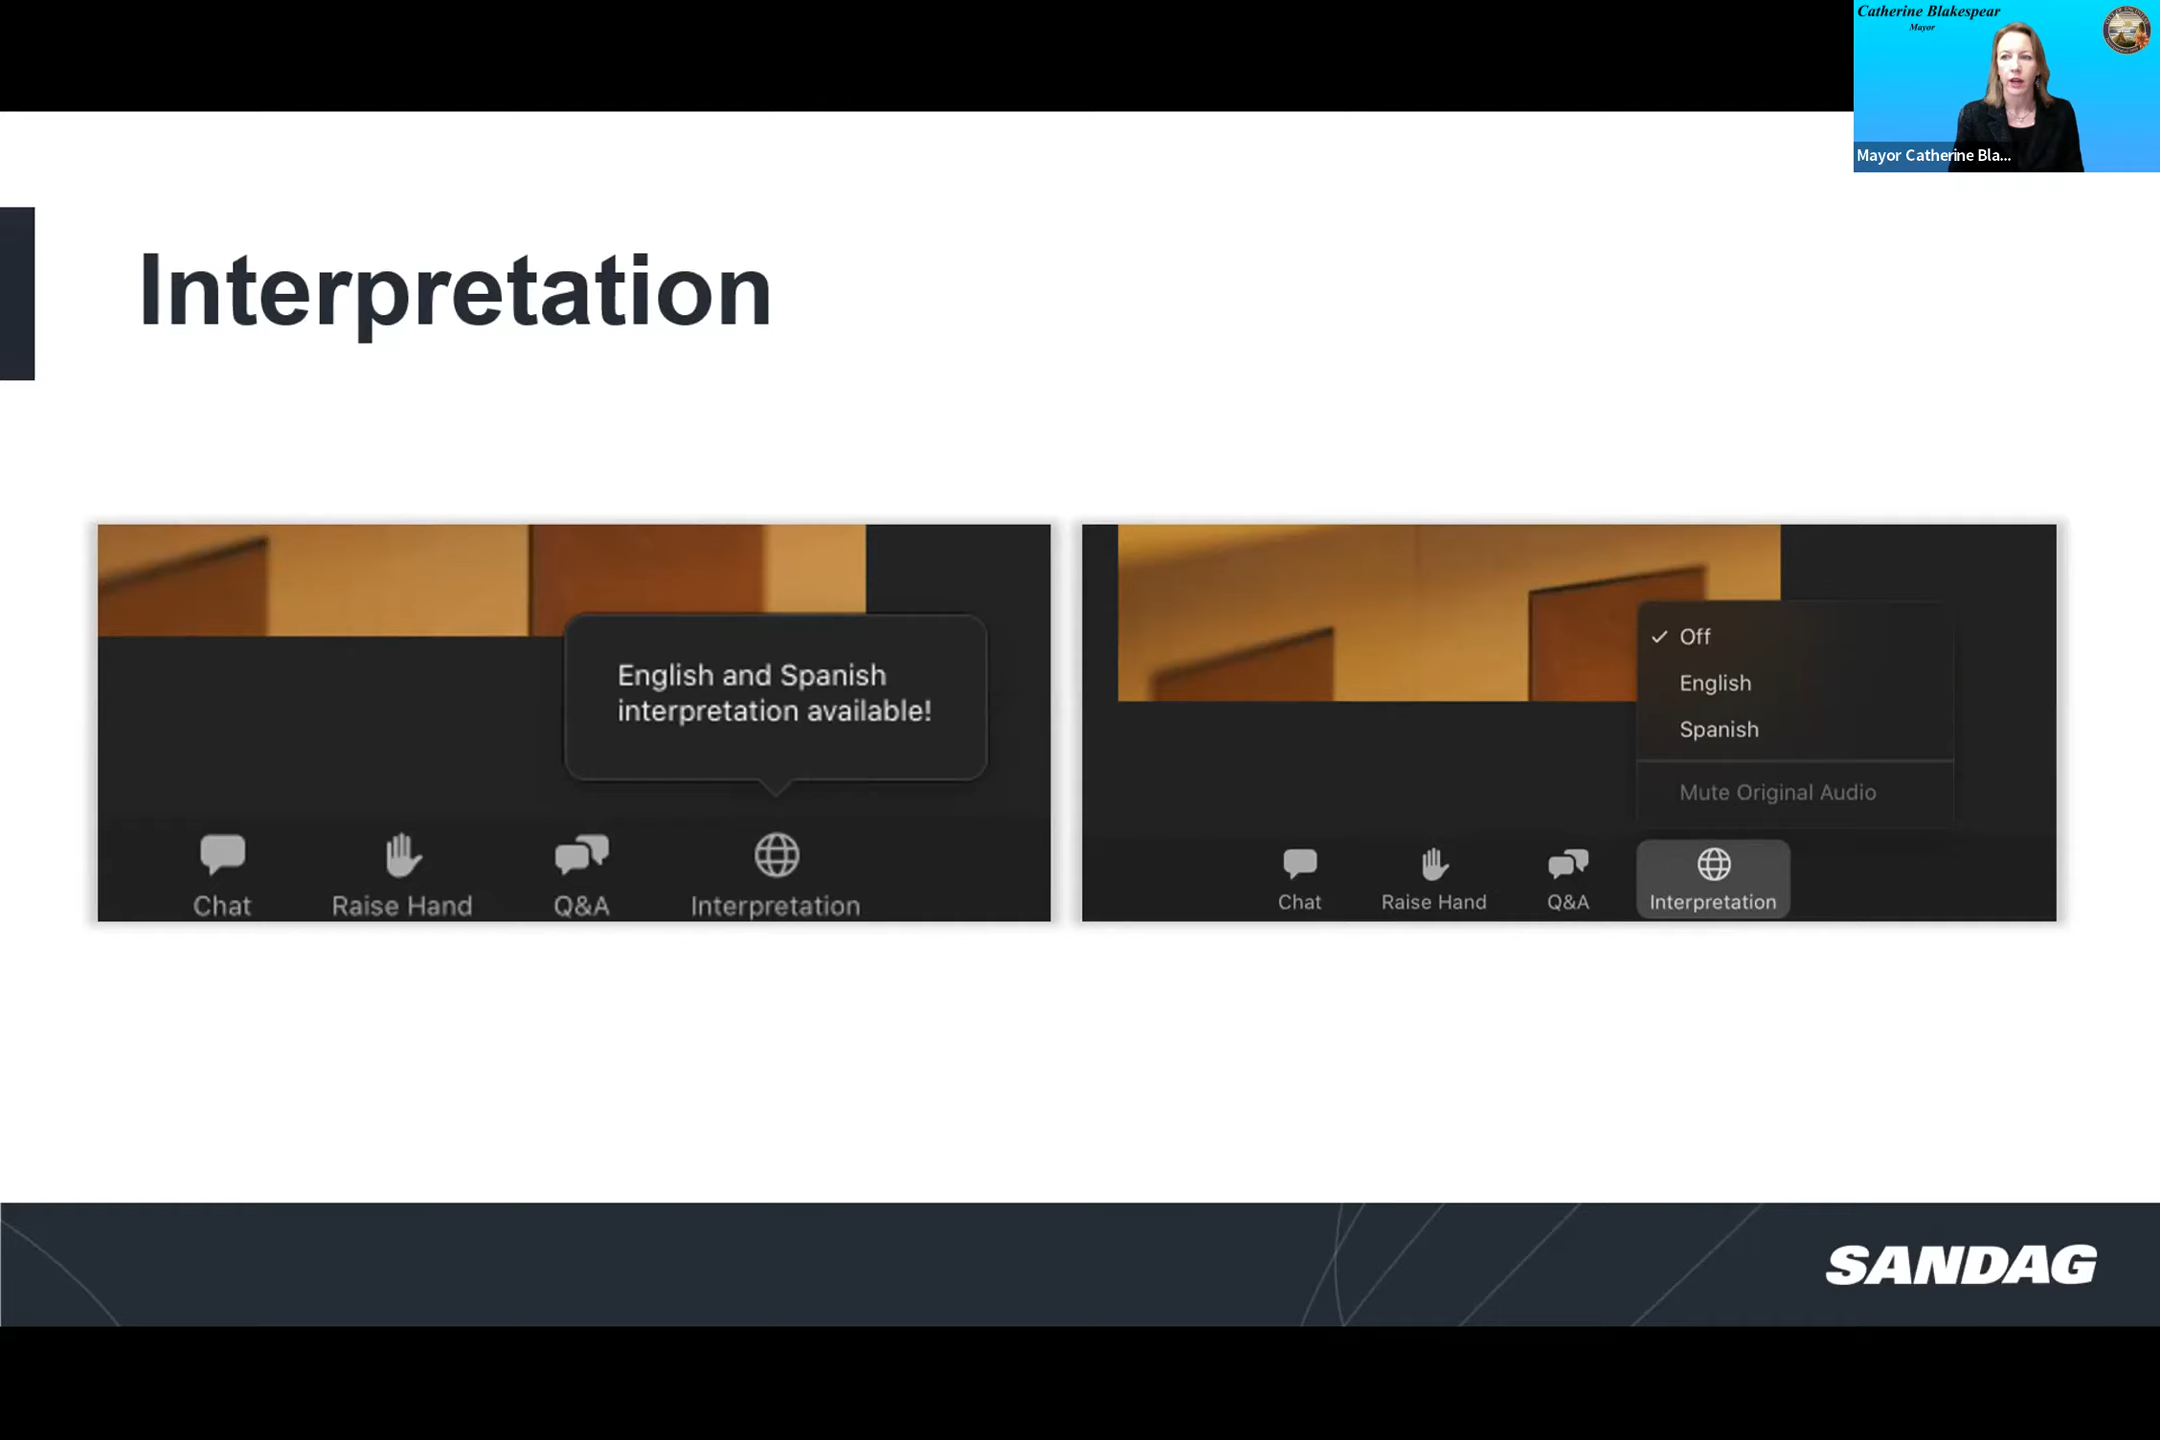 Catherine Blakespear
Mayor
Mayor Catherine Bla...
Interpretation
English and Spanish
interpretation available!
Chat
Raise Hand
Q&A
Interpretation
✓ Off
English
Spanish
Mute Original Audio
Chat
Raise Hand
Q&A
Interpretation
SANDAG